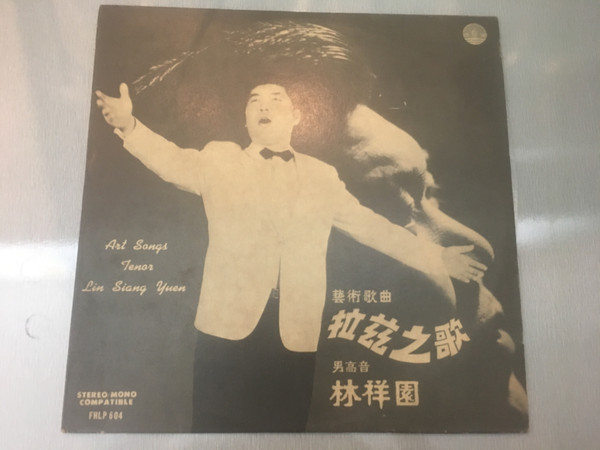 Art Songs
Tenor
Lin Siang Yuen
藝術歌曲
拉茲之歌
男高音
林祥園
STEREO/MONO
COMPATIBLE
FHLP 604